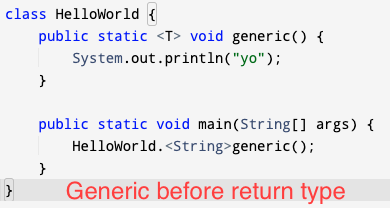 class HelloWorld {
    public static <T> void generic() {
        System.out.println("yo");
    }

    public static void main(String[] args) {
        HelloWorld.<String>generic();
    }
}
Generic before return type